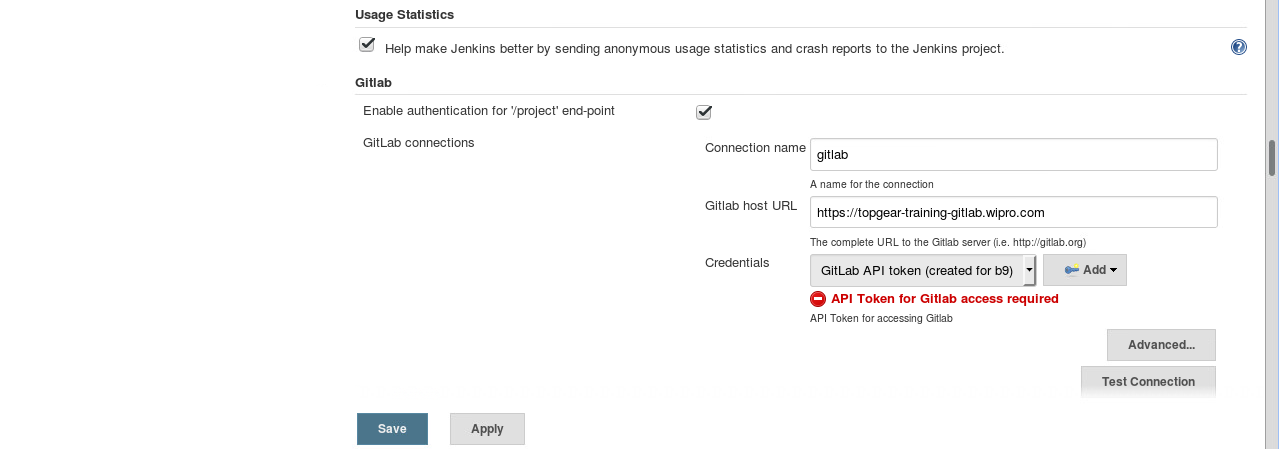 Usage Statistics
Help make Jenkins better by sending anonymous usage statistics and crash reports to the Jenkins project.
Gitlab
Enable authentication for '/project' end-point
GitLab connections
Connection name gitlab
A name for the connection
Gitlab host URL https://topgear-training-gitlab.wipro.com
The complete URL to the Gitlab server (i.e. http://gitlab.org)
Credentials GitLab API token (created for b9) Add
API Token for Gitlab access required
API Token for accessing Gitlab
Advanced...
Test Connection
Save Apply